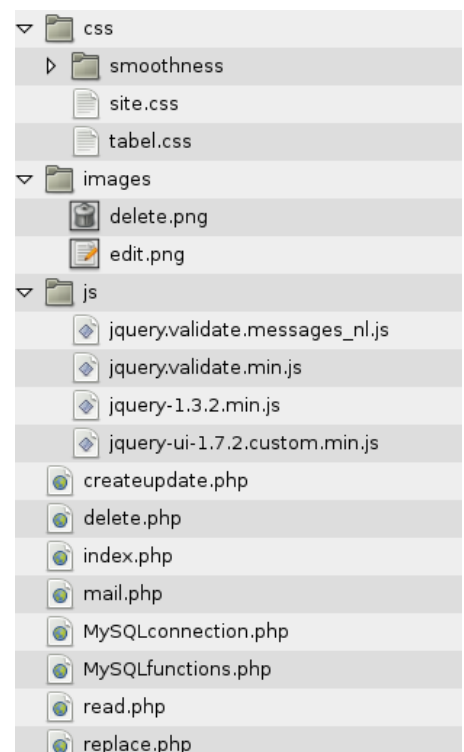 css
smoothness
site.css
tabel.css
images
delete.png
edit.png
js
jquery.validate.messages_nl.js
jquery.validate.min.js
jquery-1.3.2.min.js
jquery-ui-1.7.2.custom.min.js
createupdate.php
delete.php
index.php
mail.php
MySQLconnection.php
MySQLfunctions.php
read.php
replace.php